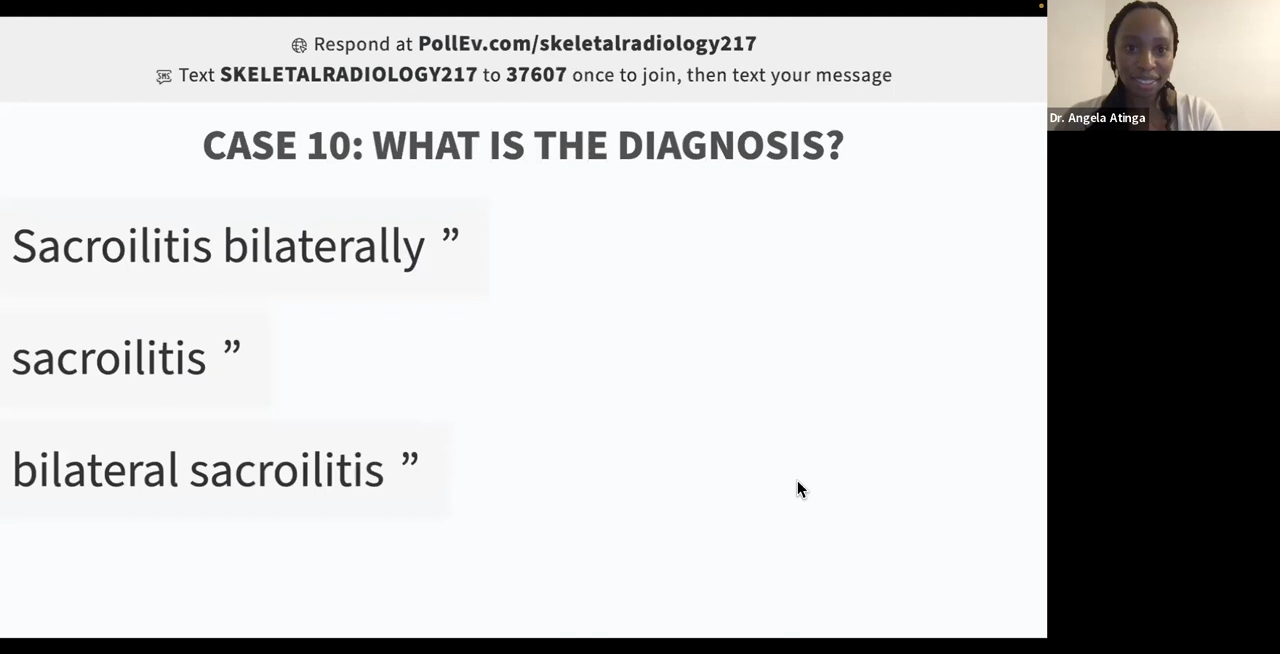 Respond at PollEv.com/skeletalradiology217
SMS Text SKELETALRADIOLOGY217 to 37607 once to join, then text your message
CASE 10: WHAT IS THE DIAGNOSIS?
Sacroilitis bilaterally ”
sacroilitis ”
bilateral sacroilitis ”
Dr. Angela Atinga